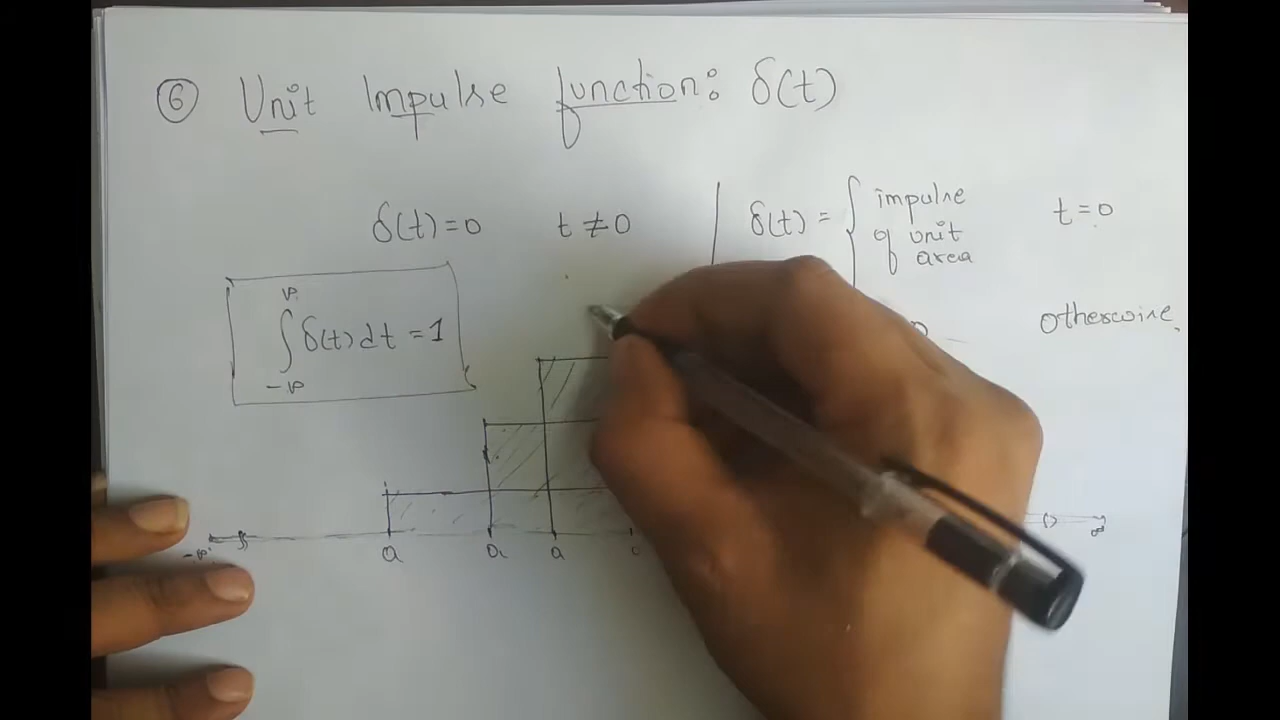 ⑥ Unit Impulse function: δ(t)
δ(t)=0 t≠0
δ(t) = { impulse of unit area t=0
otherwise
∫ δ(t) dt = 1
a a a